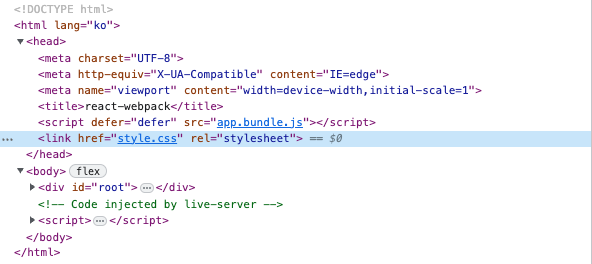 <!DOCTYPE html>
<html lang="ko">
<head>
<meta charset="UTF-8">
<meta http-equiv="X-UA-Compatible" content="IE=edge">
<meta name="viewport" content="width=device-width,initial-scale=1">
<title>react-webpack</title>
<script defer="defer" src="app.bundle.js"></script>
<link href="style.css" rel="stylesheet"> == $0
</head>
<body> flex
<div id="root">…</div>
<!-- Code injected by live-server -->
<script>…</script>
</body>
</html>